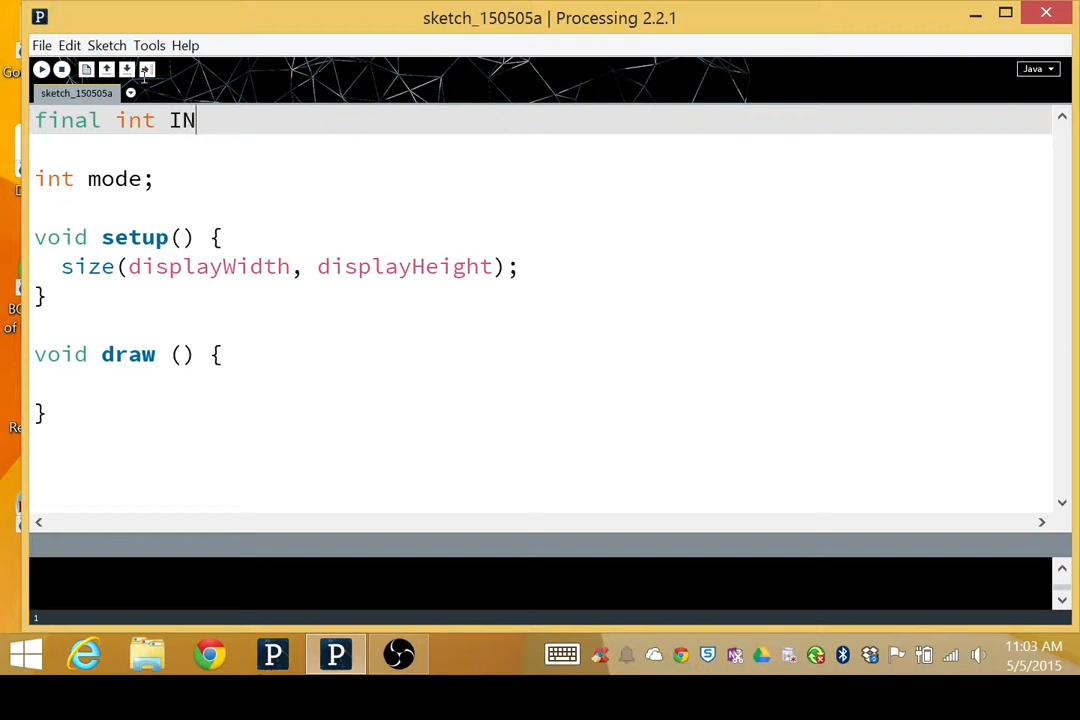 sketch_150505a | Processing 2.2.1
File Edit Sketch Tools Help
Java
sketch_150505a
final int IN
int mode;
void setup() {
size(displayWidth, displayHeight);
}
void draw () {
}
1
11:03 AM
5/5/2015